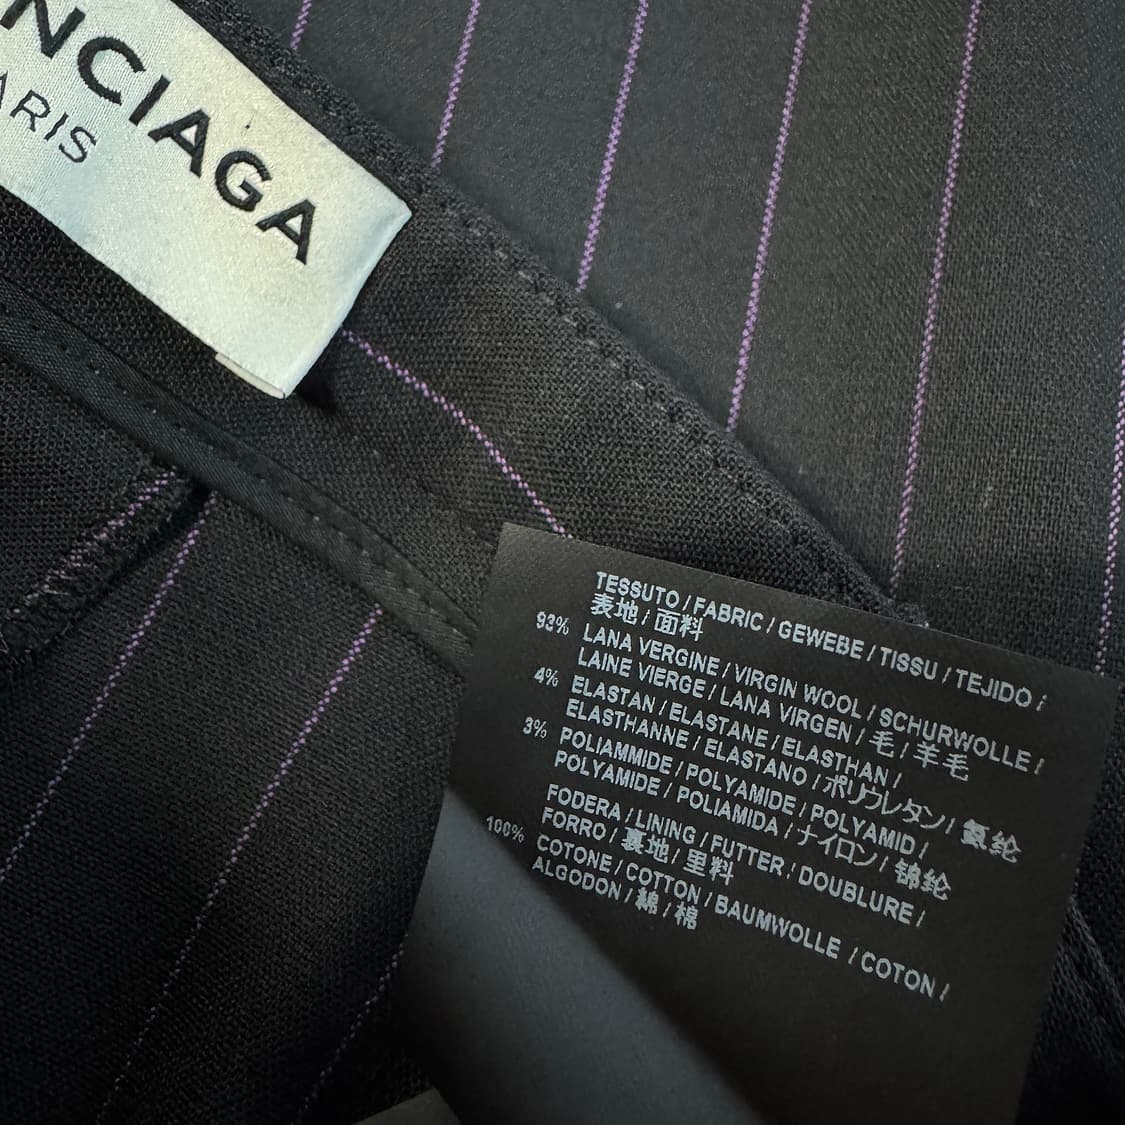 NCIAGA
ARIS
TESSUTO / FABRIC / GEWEBE / TISSU / TEJIDO /
表地 / 面料
93% LANA VERGINE / VIRGIN WOOL / SCHURWOLLE /
LAINE VIERGE / LANA VIRGEN / 毛 / 羊毛
4% ELASTAN / ELASTANE / ELASTHAN /
ELASTHANNE / ELASTANO / ポリウレタン / 氨纶
3% POLIAMMIDE / POLYAMIDE / POLYAMID /
POLYAMIDE / POLIAMIDA / ナイロン / 锦纶
FODERA / LINING / FUTTER / DOUBLURE /
FORRO / 裏地 / 里料
100% COTONE / COTTON / BAUMWOLLE / COTON /
ALGODON / 綿 / 棉